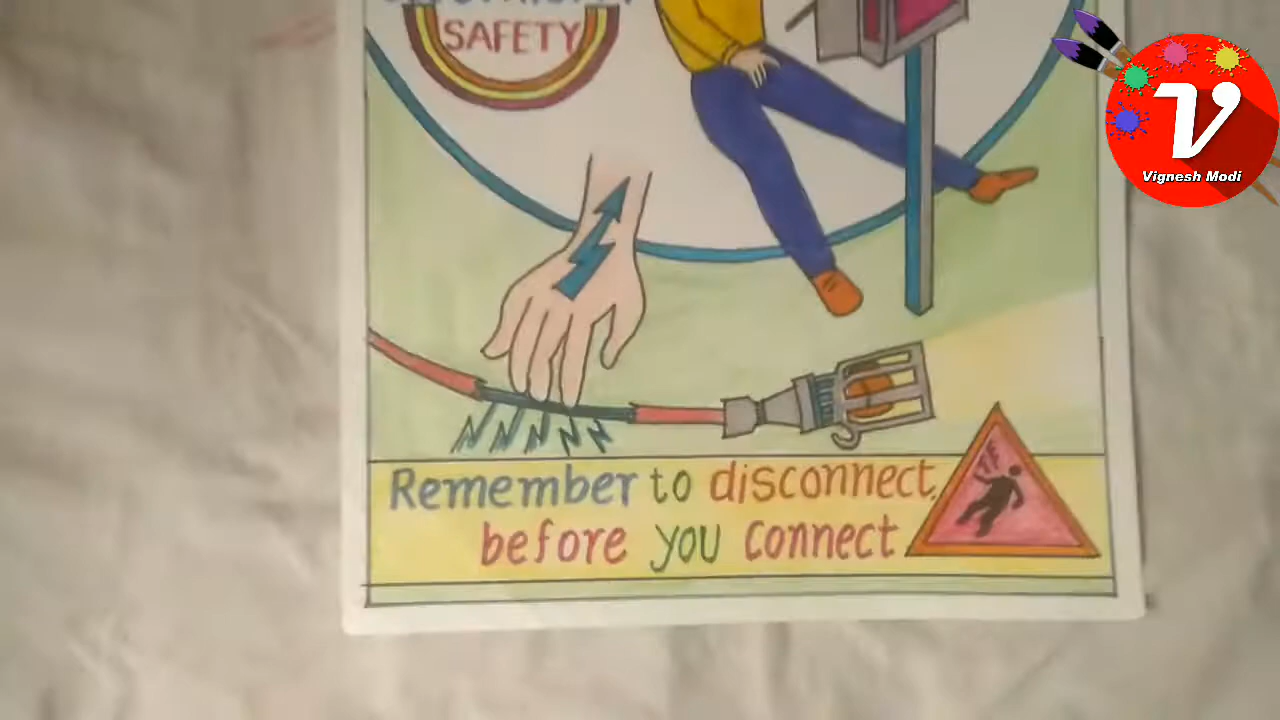 SAFETY
Remember to disconnect,
before you connect
V
Vignesh Modi